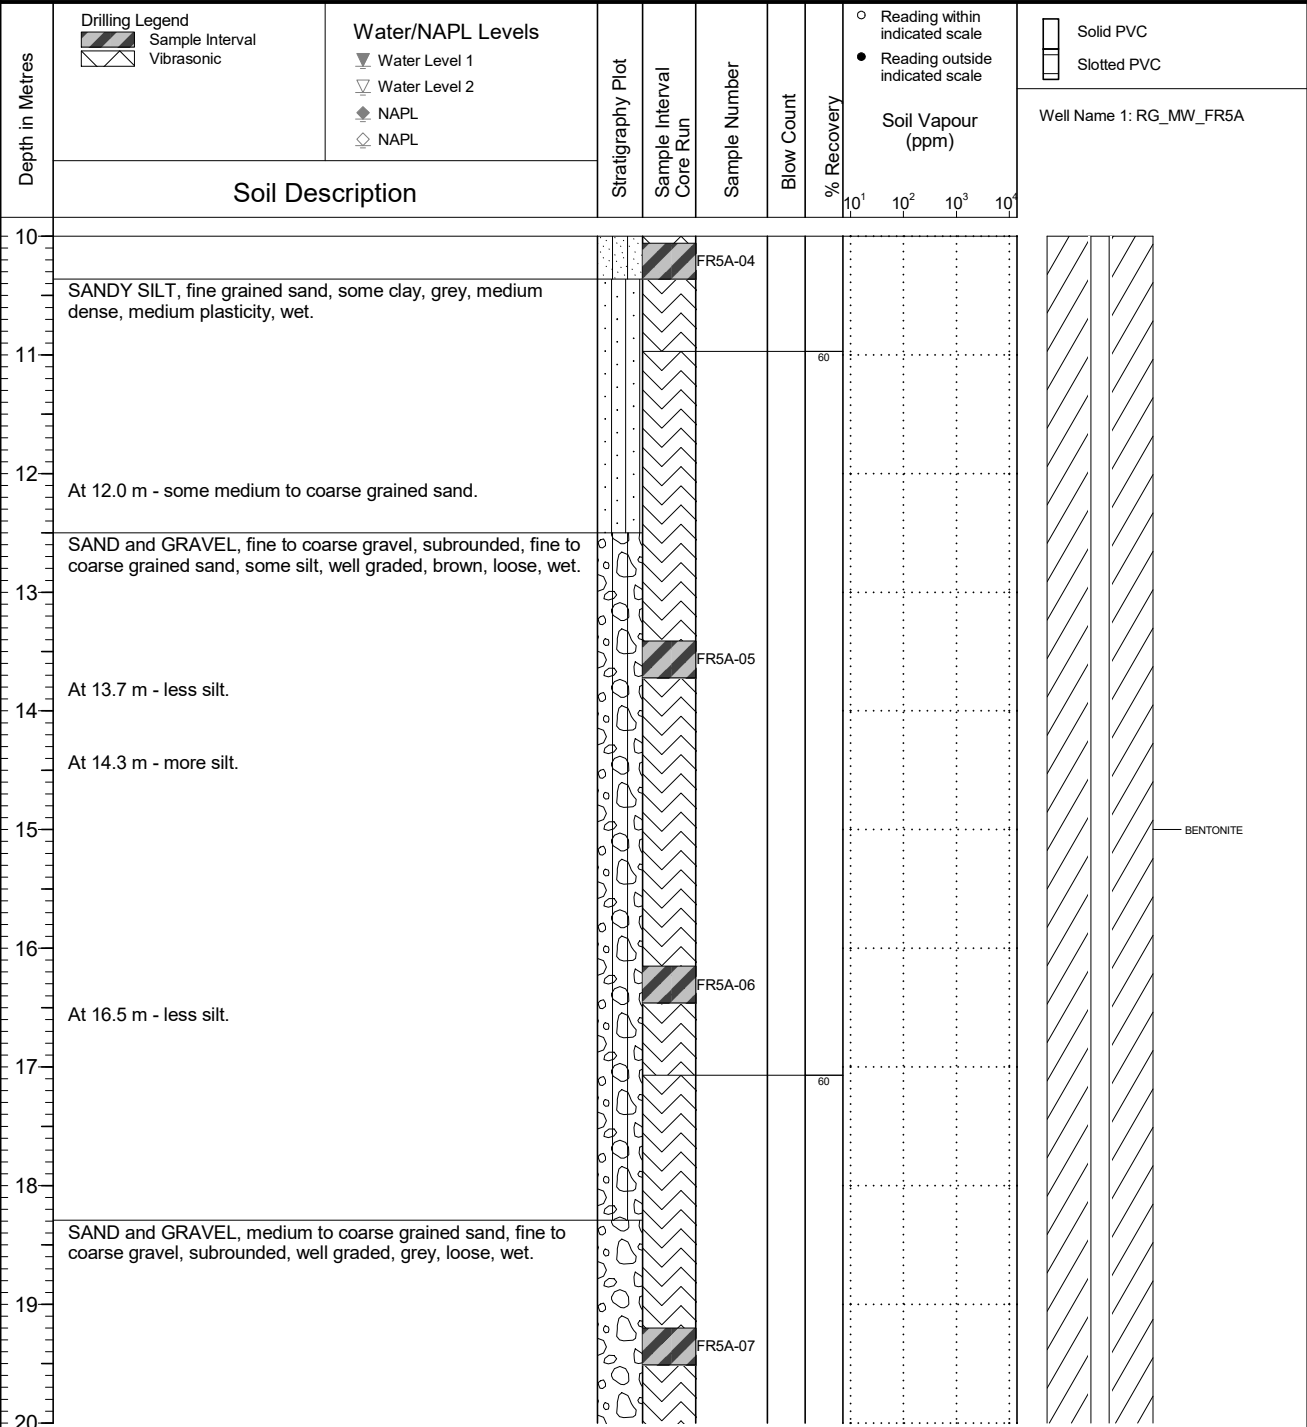 Depth in Metres
Drilling Legend
Sample Interval
Vibrasonic
Water/NAPL Levels
Water Level 1
Water Level 2
NAPL
NAPL
Soil Description
Stratigraphy Plot
Sample Interval
Core Run
Sample Number
Blow Count
% Recovery
Reading within
indicated scale
Reading outside
indicated scale
Soil Vapour
(ppm)
10¹ 10² 10³ 10⁴
Solid PVC
Slotted PVC
Well Name 1: RG_MW_FR5A
10
FR5A-04
SANDY SILT, fine grained sand, some clay, grey, medium
dense, medium plasticity, wet.
11
60
12
At 12.0 m - some medium to coarse grained sand.
SAND and GRAVEL, fine to coarse gravel, subrounded, fine to
coarse grained sand, some silt, well graded, brown, loose, wet.
13
FR5A-05
At 13.7 m - less silt.
14
At 14.3 m - more silt.
15
BENTONITE
16
FR5A-06
At 16.5 m - less silt.
17
60
18
SAND and GRAVEL, medium to coarse grained sand, fine to
coarse gravel, subrounded, well graded, grey, loose, wet.
19
FR5A-07
20